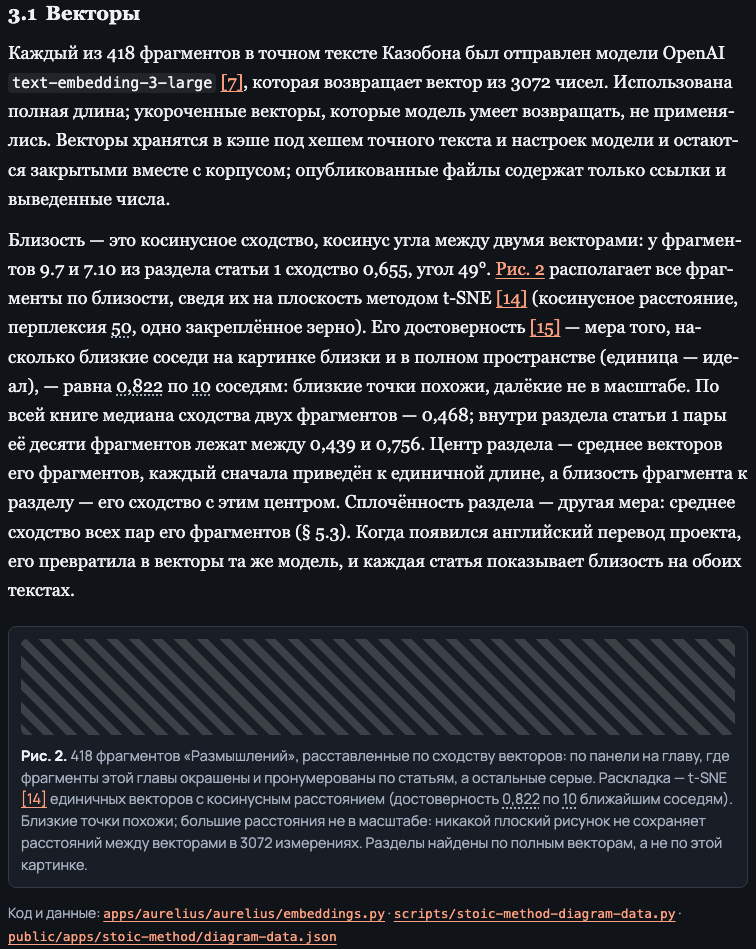 3.1 Векторы
Каждый из 418 фрагментов в точном тексте Казобона был отправлен модели OpenAI
text-embedding-3-large [7], которая возвращает вектор из 3072 чисел. Использована
полная длина; укороченные векторы, которые модель умеет возвращать, не применя-
лись. Векторы хранятся в кэше под хешем точного текста и настроек модели и остают-
ся закрытыми вместе с корпусом; опубликованные файлы содержат только ссылки и
выведенные числа.
Близость — это косинусное сходство, косинус угла между двумя векторами: у фрагмен-
тов 9.7 и 7.10 из раздела статьи 1 сходство 0,655, угол 49°. Рис. 2 располагает все фраг-
менты по близости, сведя их на плоскость методом t-SNE [14] (косинусное расстояние,
перплексия 50, одно закреплённое зерно). Его достоверность [15] — мера того, на-
сколько близкие соседи на картинке близки и в полном пространстве (единица — иде-
ал), — равна 0,822 по 10 соседям: близкие точки похожи, далёкие не в масштабе. По
всей книге медиана сходства двух фрагментов — 0,468; внутри раздела статьи 1 пары
её десяти фрагментов лежат между 0,439 и 0,756. Центр раздела — среднее векторов
его фрагментов, каждый сначала приведён к единичной длине, а близость фрагмента к
разделу — его сходство с этим центром. Сплочённость раздела — другая мера: среднее
сходство всех пар его фрагментов (§ 5.3). Когда появился английский перевод проекта,
его превратила в векторы та же модель, и каждая статья показывает близость на обоих
текстах.
Рис. 2. 418 фрагментов «Размышлений», расставленные по сходству векторов: по панели на главу, где
фрагменты этой главы окрашены и пронумерованы по статьям, а остальные серые. Раскладка — t-SNE
[14] единичных векторов с косинусным расстоянием (достоверность 0,822 по 10 ближайшим соседям).
Близкие точки похожи; большие расстояния не в масштабе: никакой плоский рисунок не сохраняет
расстояний между векторами в 3072 измерениях. Разделы найдены по полным векторам, а не по этой
картинке.
Код и данные: apps/aurelius/aurelius/embeddings.py · scripts/stoic-method-diagram-data.py ·
public/apps/stoic-method/diagram-data.json